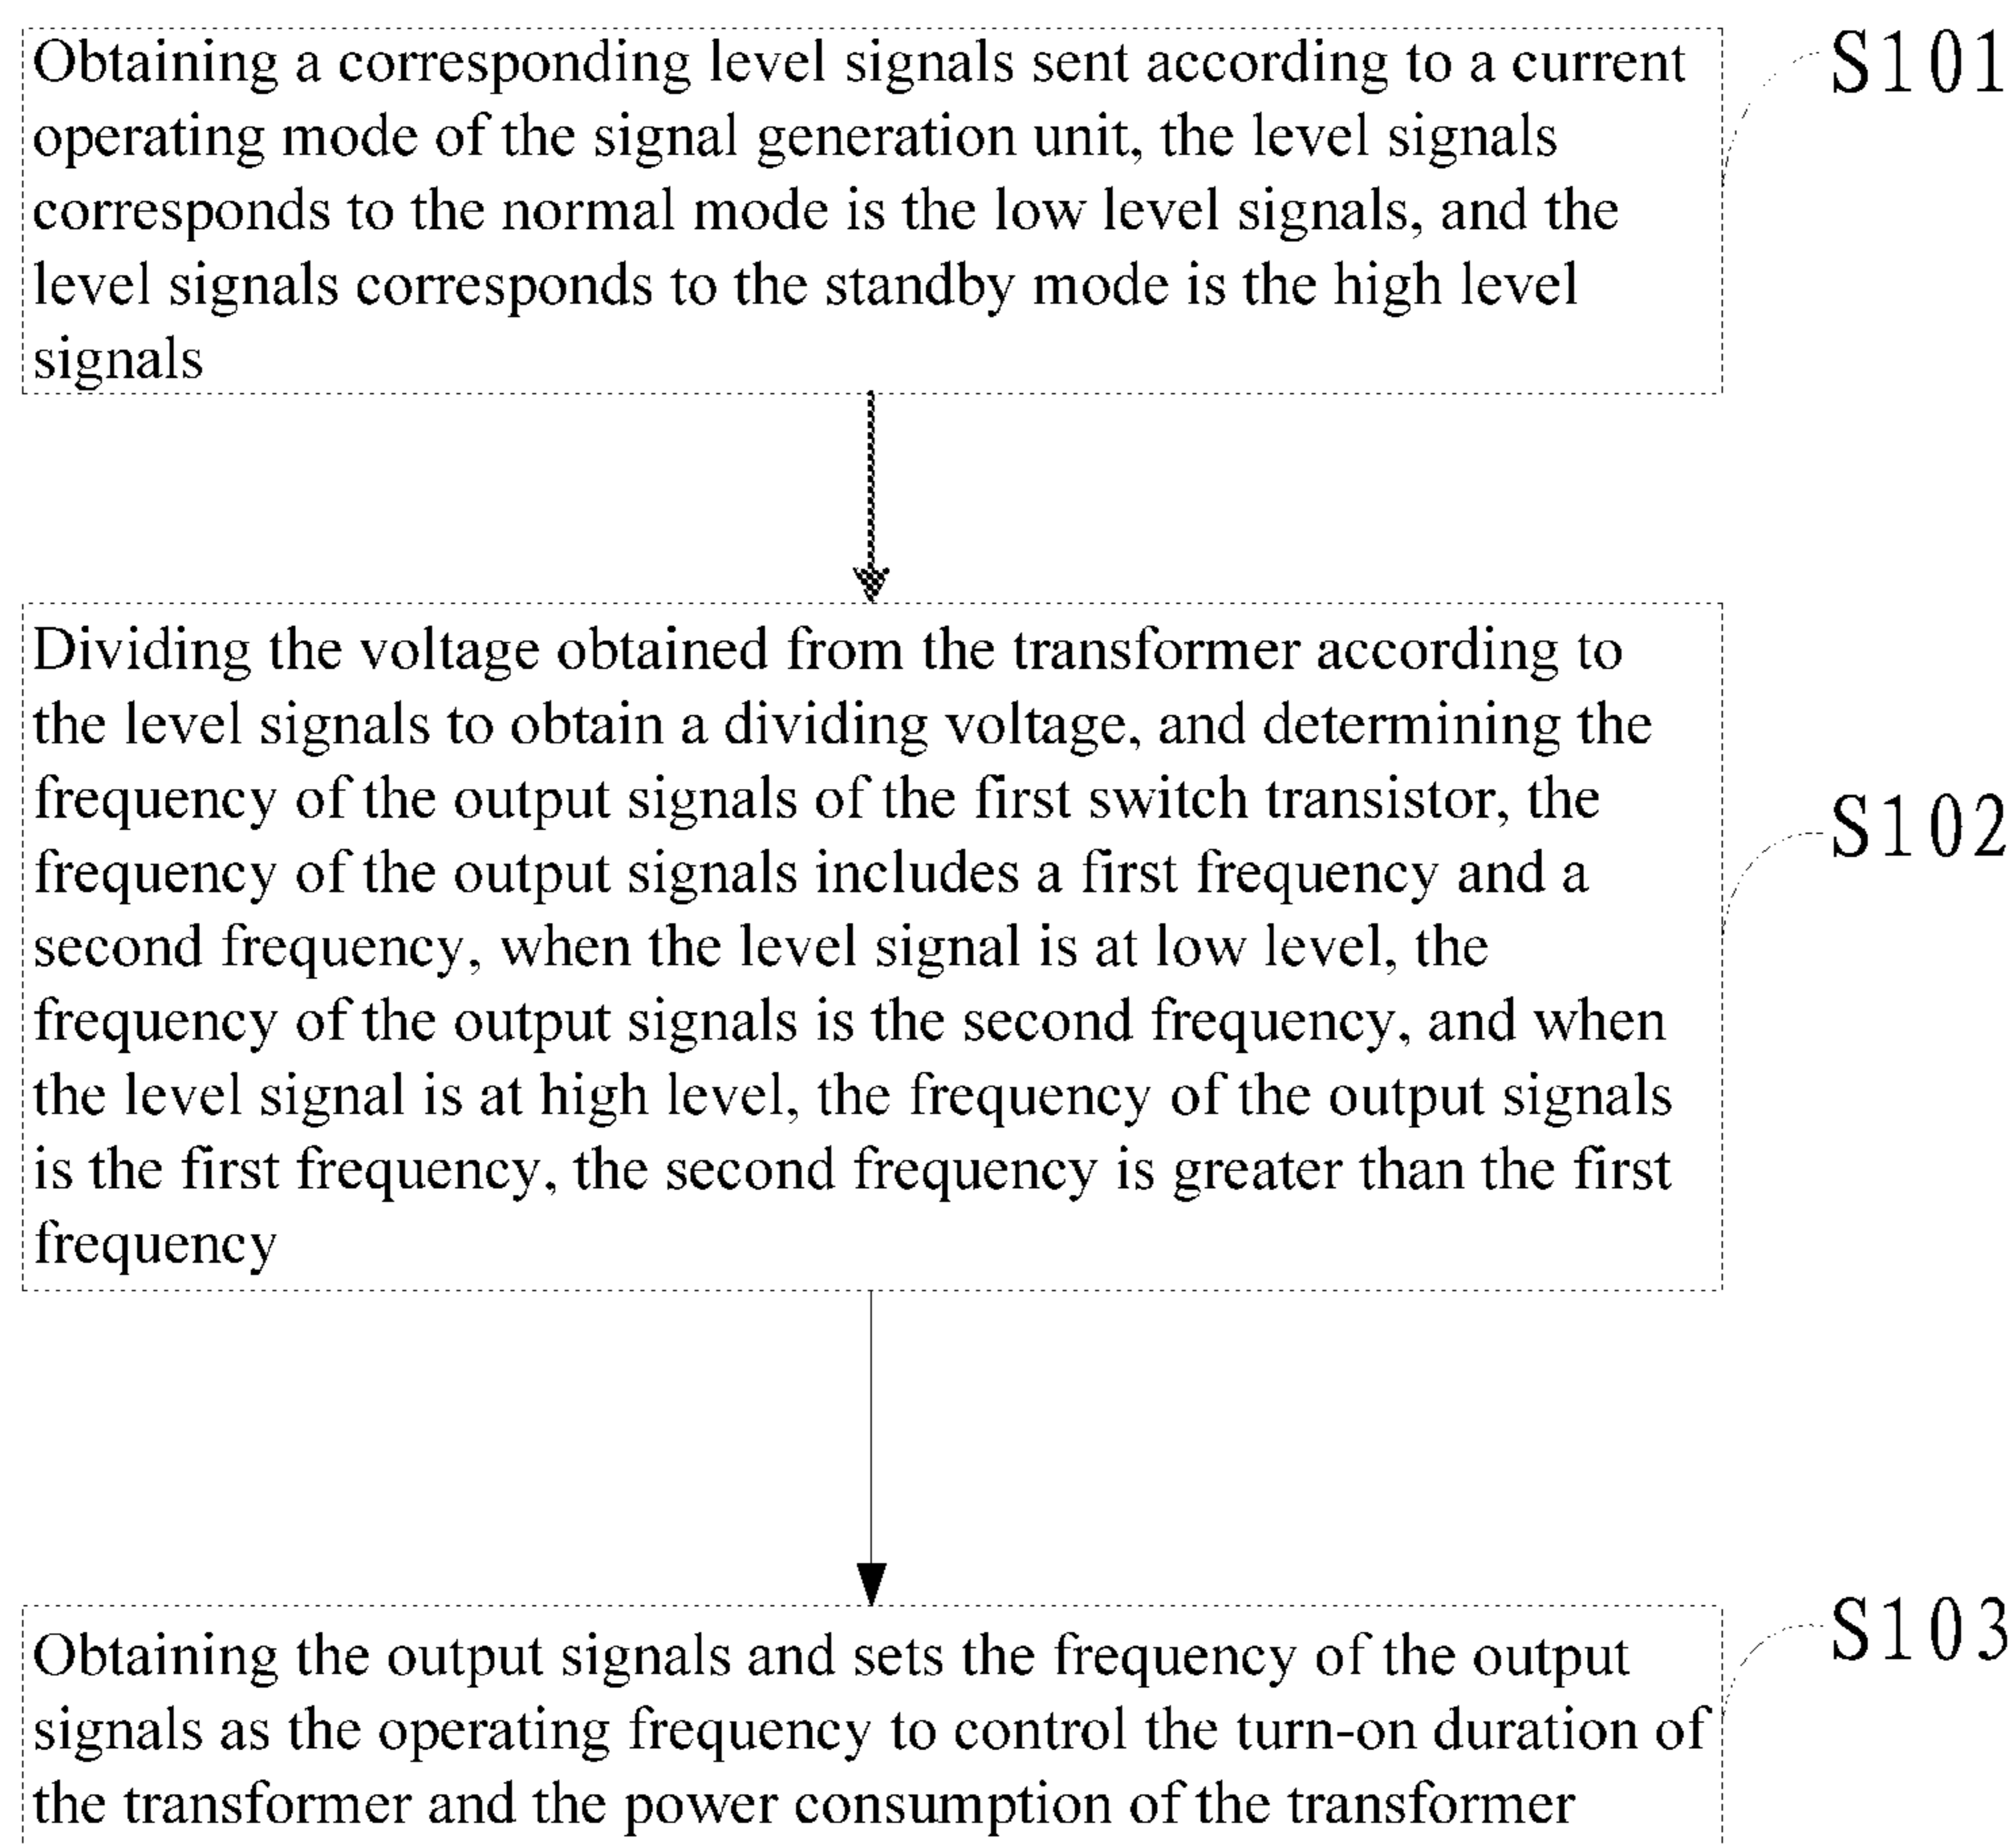 Obtaining a corresponding level signals sent according to a current
operating mode of the signal generation unit, the level signals
corresponds to the normal mode is the low level signals, and the
level signals corresponds to the standby mode is the high level
signals
S101
Dividing the voltage obtained from the transformer according to
the level signals to obtain a dividing voltage, and determining the
frequency of the output signals of the first switch transistor, the
frequency of the output signals includes a first frequency and a
second frequency, when the level signal is at low level, the
frequency of the output signals is the second frequency, and when
the level signal is at high level, the frequency of the output signals
is the first frequency, the second frequency is greater than the first
frequency
S102
Obtaining the output signals and sets the frequency of the output
signals as the operating frequency to control the turn-on duration of
the transformer and the power consumption of the transformer
S103